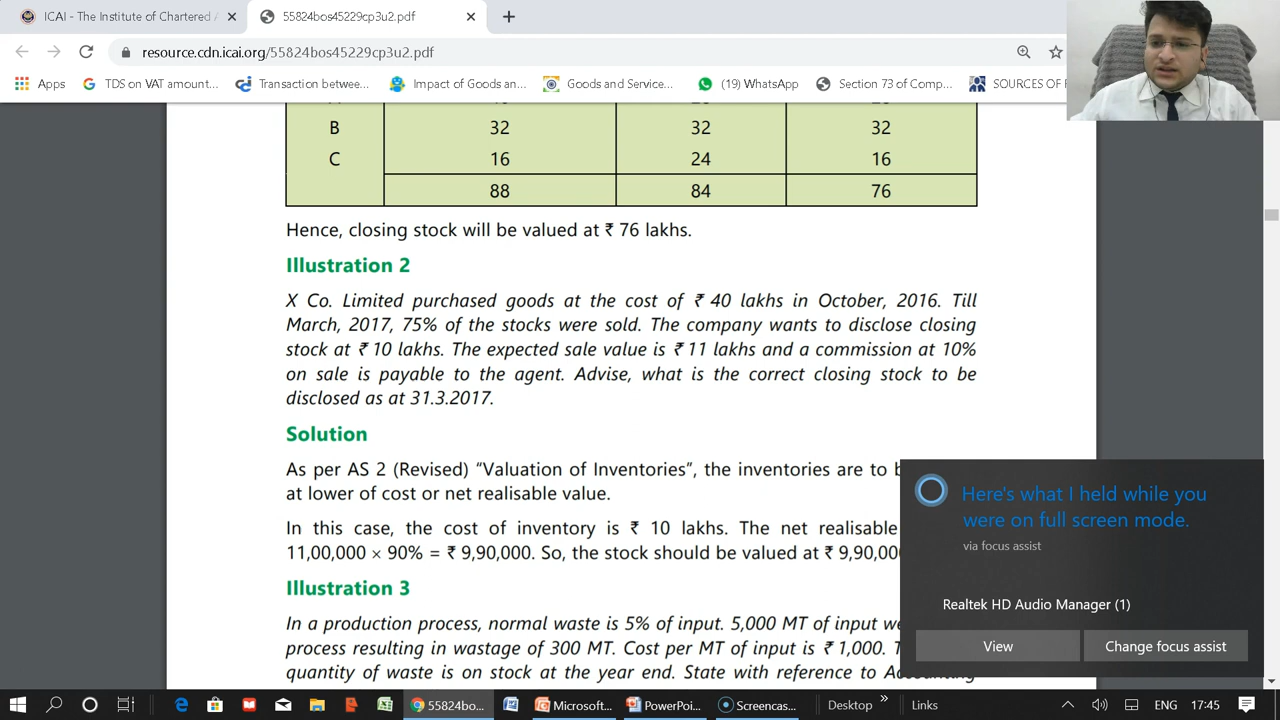 ICAI - The Institute of Chartered A
55824bos45229cp3u2.pdf
resource.cdn.icai.org/55824bos45229cp3u2.pdf
Apps
TDS on VAT amount...
Transaction betwee...
Impact of Goods an...
Goods and Service...
(19) WhatsApp
Section 73 of Comp...
SOURCES OF
B 32 32 32
C 16 24 16
88 84 76
Hence, closing stock will be valued at ₹ 76 lakhs.
Illustration 2
X Co. Limited purchased goods at the cost of ₹ 40 lakhs in October, 2016. Till
March, 2017, 75% of the stocks were sold. The company wants to disclose closing
stock at ₹ 10 lakhs. The expected sale value is ₹ 11 lakhs and a commission at 10%
on sale is payable to the agent. Advise, what is the correct closing stock to be
disclosed as at 31.3.2017.
Solution
As per AS 2 (Revised) “Valuation of Inventories”, the inventories are to
at lower of cost or net realisable value.
In this case, the cost of inventory is ₹ 10 lakhs. The net realisable
11,00,000 × 90% = ₹ 9,90,000. So, the stock should be valued at ₹ 9,90,00
Illustration 3
In a production process, normal waste is 5% of input. 5,000 MT of input
process resulting in wastage of 300 MT. Cost per MT of input is ₹ 1,000.
quantity of waste is on stock at the year end. State with reference to Accounting
Here's what I held while you
were on full screen mode.
via focus assist
Realtek HD Audio Manager (1)
View
Change focus assist
55824bo...
Microsoft...
PowerPoi...
Screencas...
Desktop
Links
ENG
17:45